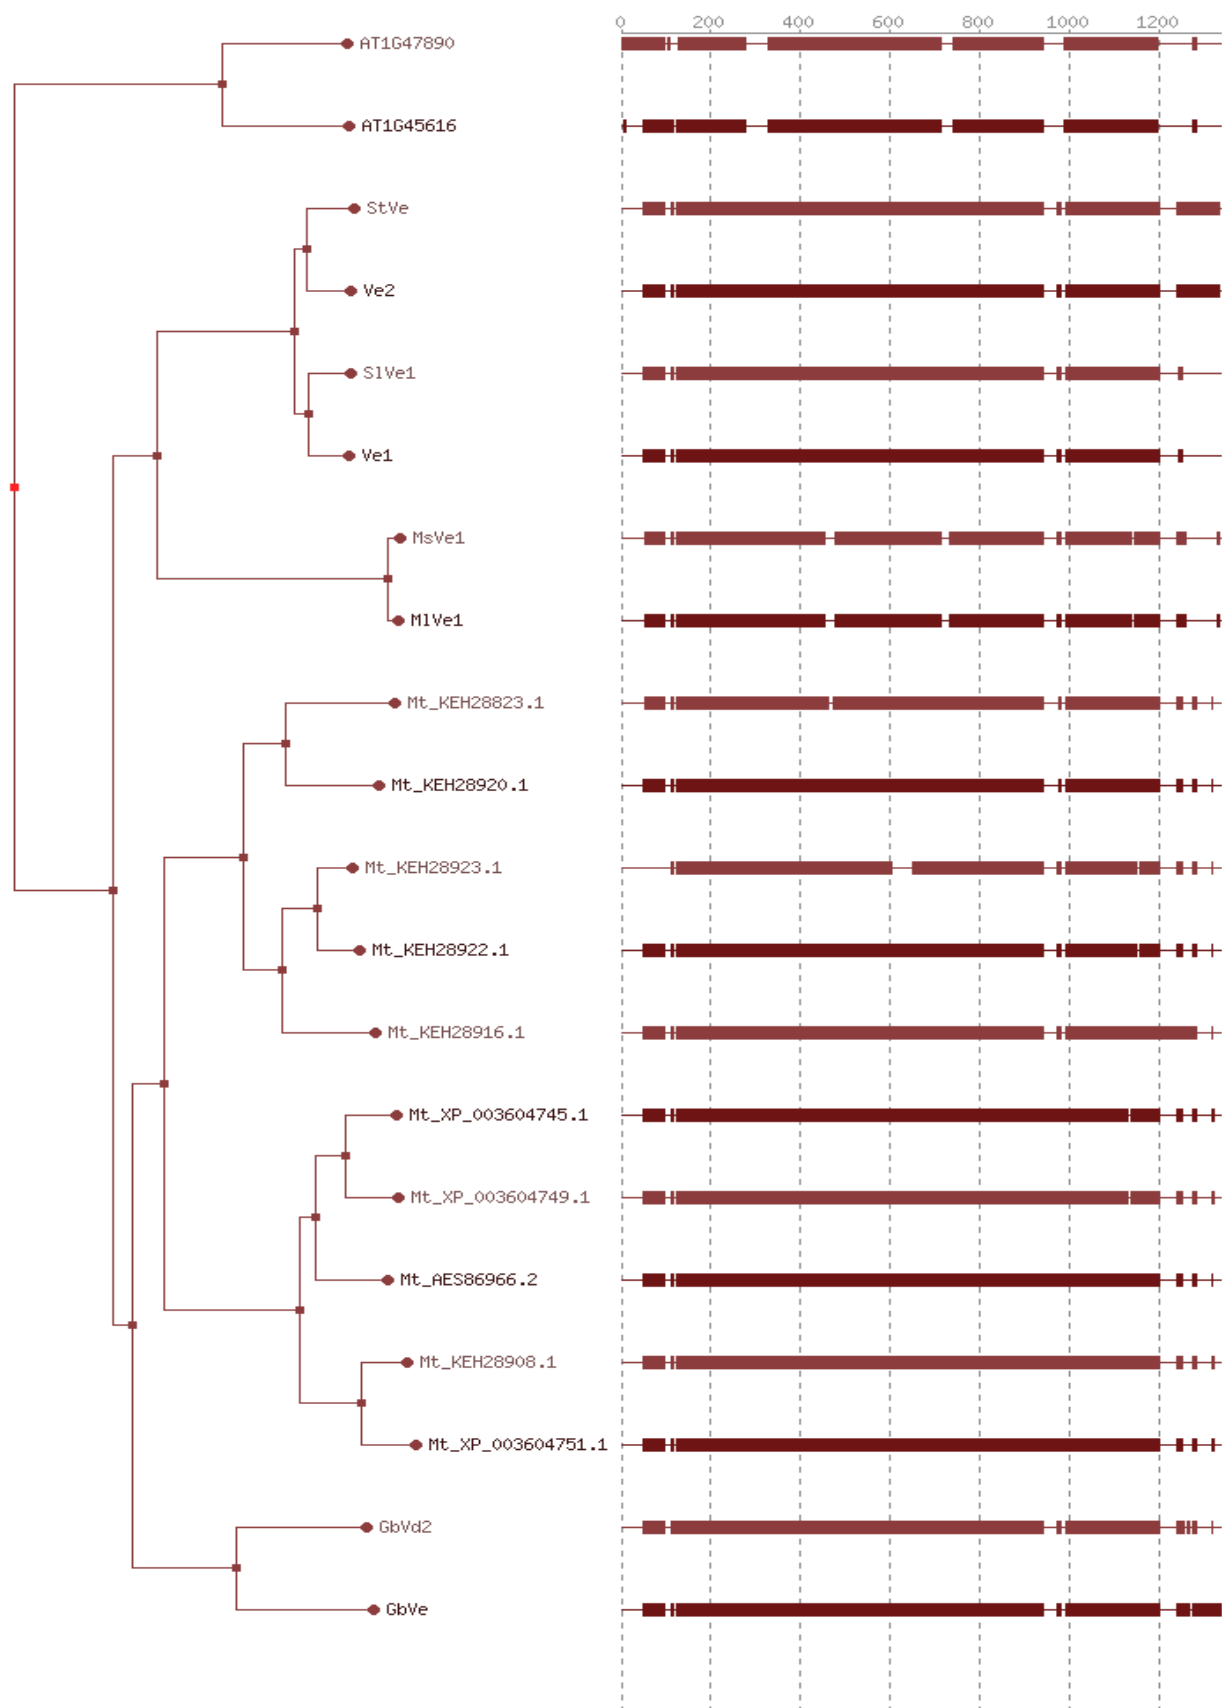 0 200 400 600 800 1000 1200
AT1G47890
AT1G45616
StVe
Ve2
SlVe1
Ve1
MsVe1
MlVe1
Mt_KEH28823.1
Mt_KEH28920.1
Mt_KEH28923.1
Mt_KEH28922.1
Mt_KEH28916.1
Mt_XP_003604745.1
Mt_XP_003604749.1
Mt_AES86966.2
Mt_KEH28908.1
Mt_XP_003604751.1
GbVd2
GbVe